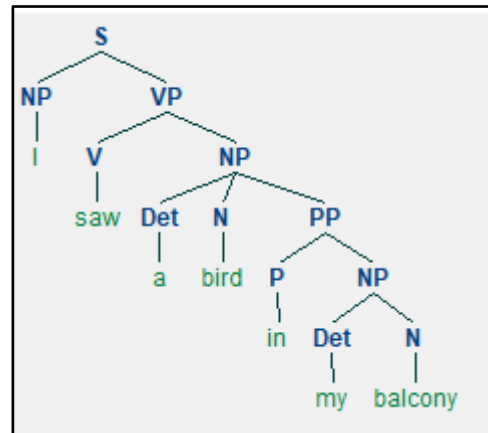 S
NP VP
I V NP
saw Det N PP
a bird P NP
in Det N
my balcony